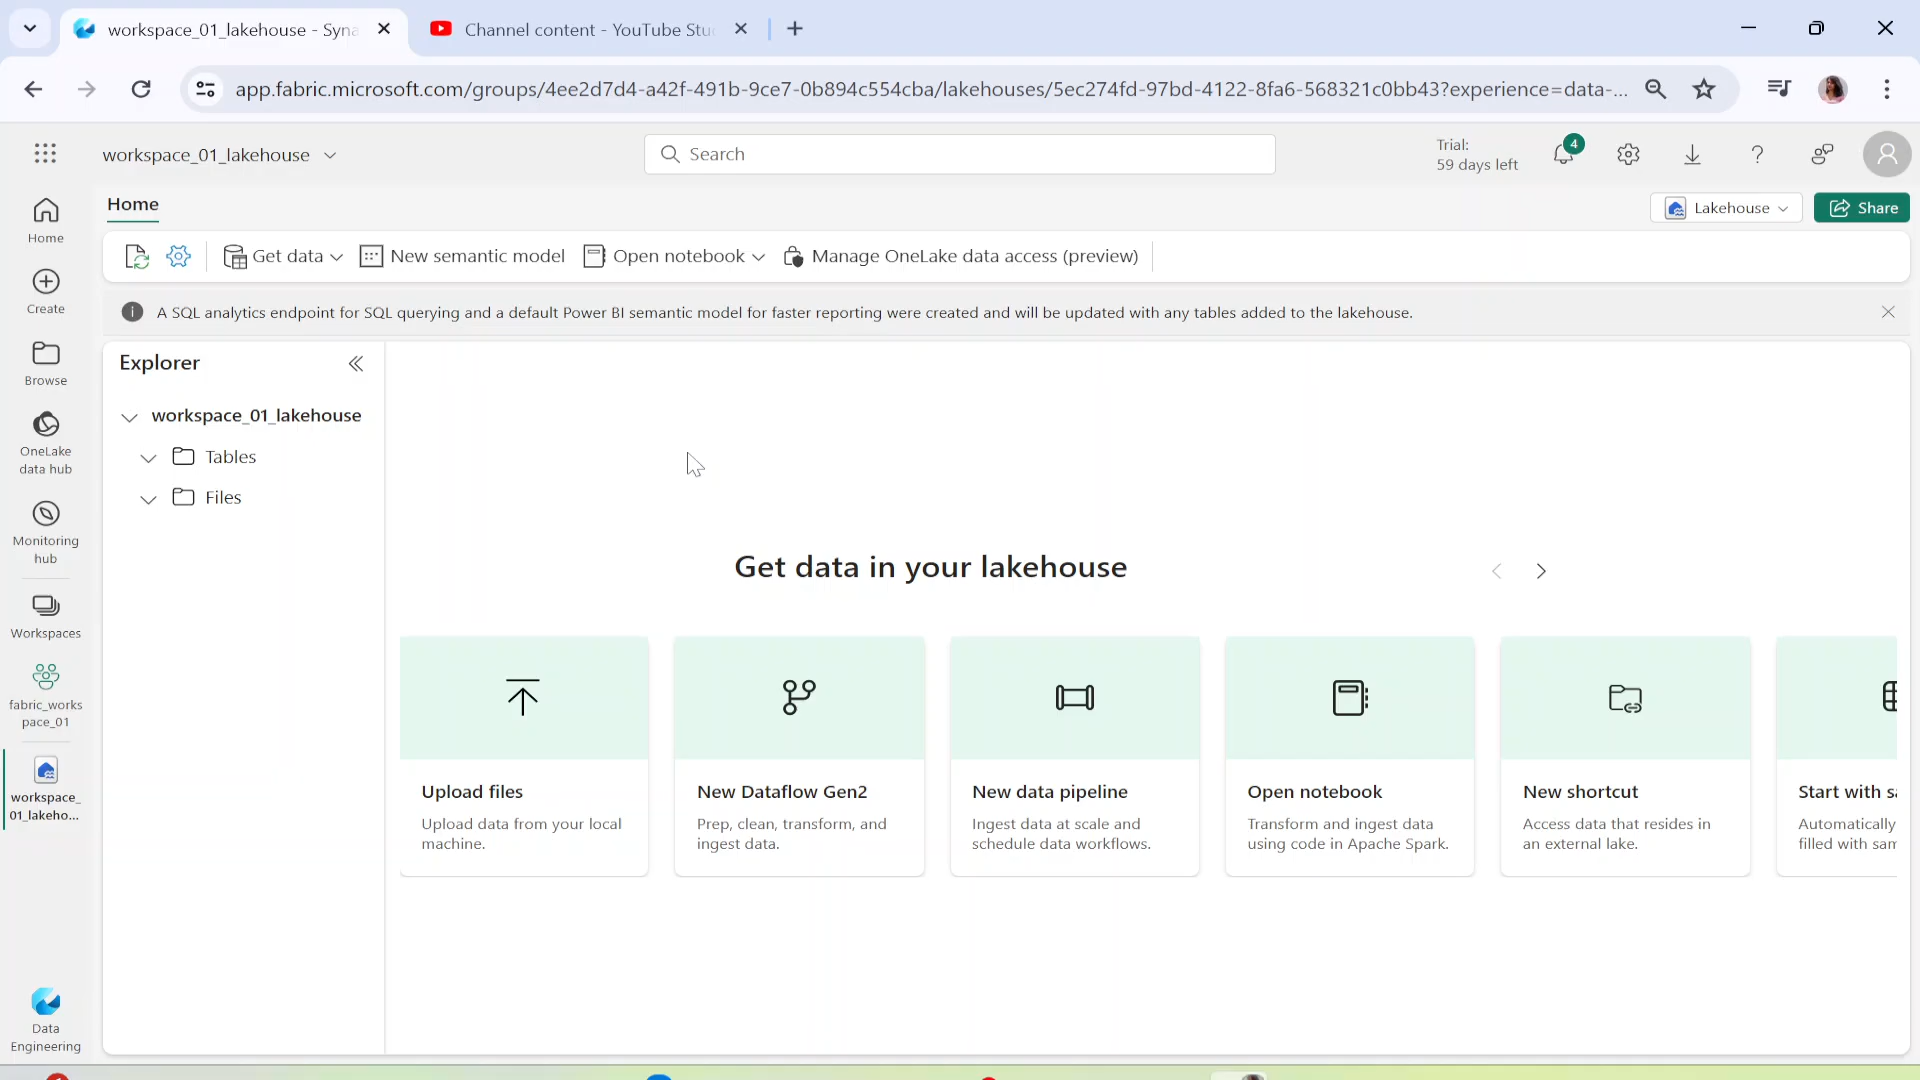 workspace_01_lakehouse - Syna
Channel content - YouTube Stu
app.fabric.microsoft.com/groups/4ee2d7d4-a42f-491b-9ce7-0b894c554cba/lakehouses/5ec274fd-97bd-4122-8fa6-568321c0bb43?experience=data-...
workspace_01_lakehouse
Search
Trial:
59 days left
4
Home
Lakehouse
Share
Get data
New semantic model
Open notebook
Manage OneLake data access (preview)
A SQL analytics endpoint for SQL querying and a default Power BI semantic model for faster reporting were created and will be updated with any tables added to the lakehouse.
Home
Create
Browse
OneLake
data hub
Monitoring
hub
Workspaces
fabric_works
pace_01
workspace_
01_lakeho...
Data
Engineering
Explorer
workspace_01_lakehouse
Tables
Files
Get data in your lakehouse
Upload files
Upload data from your local
machine.
New Dataflow Gen2
Prep, clean, transform, and
ingest data.
New data pipeline
Ingest data at scale and
schedule data workflows.
Open notebook
Transform and ingest data
using code in Apache Spark.
New shortcut
Access data that resides in
an external lake.
Start with sa
Automatically
filled with sam